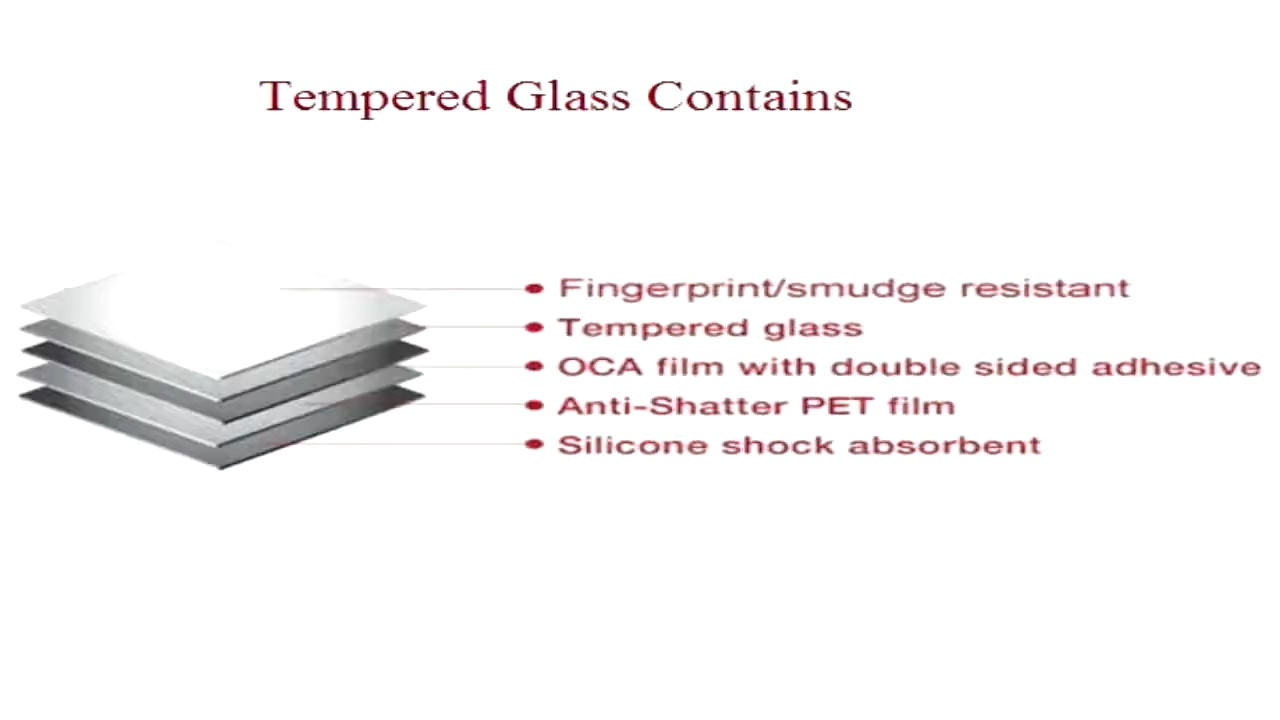 Tempered Glass Contains
Fingerprint/smudge resistant
Tempered glass
OCA film with double sided adhesive
Anti-Shatter PET film
Silicone shock absorbent